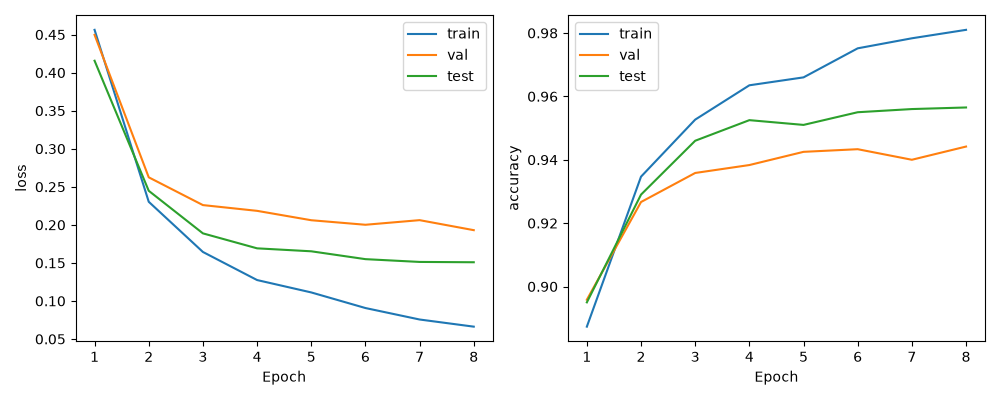 0.45
0.40
0.35
0.30
0.25
0.20
0.15
0.10
0.05
loss
1 2 3 4 5 6 7 8
Epoch
train
val
test
0.98
0.96
0.94
0.92
0.90
accuracy
1 2 3 4 5 6 7 8
Epoch
train
val
test